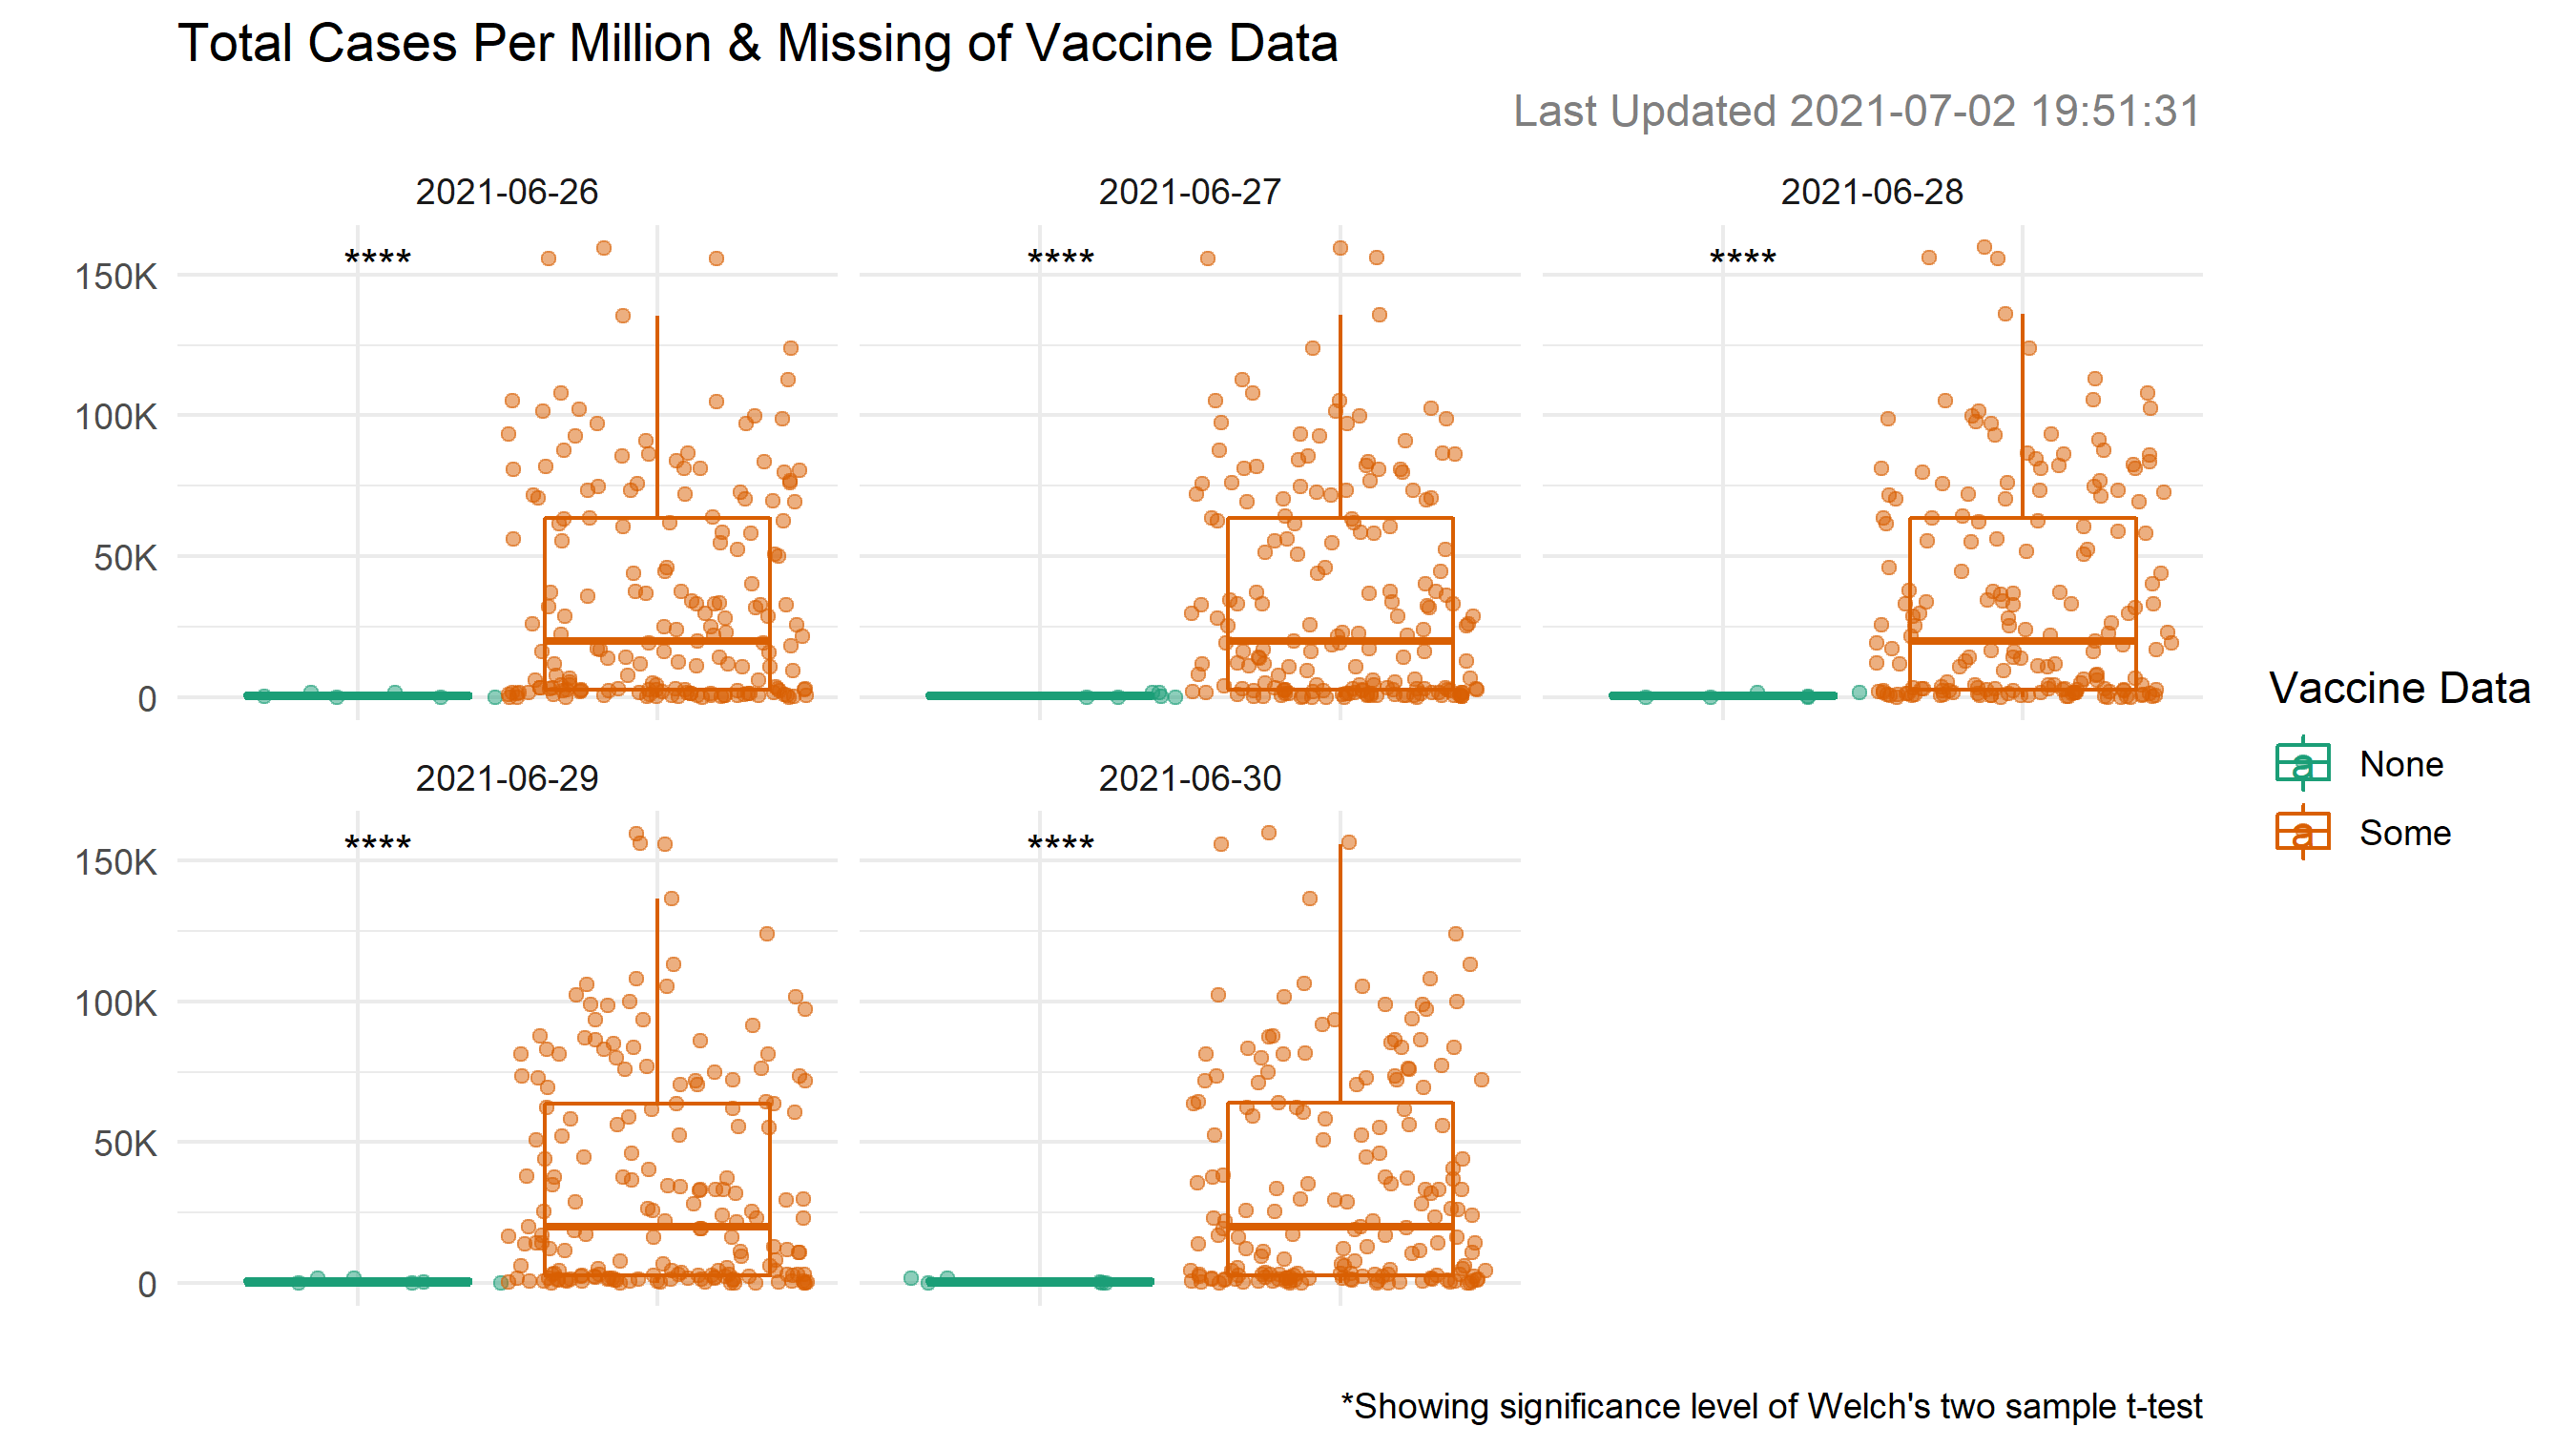 Total Cases Per Million & Missing of Vaccine Data
Last Updated 2021-07-02 19:51:31
2021-06-26
2021-06-27
2021-06-28
****
****
****
150K
100K
50K
0
2021-06-29
2021-06-30
****
****
150K
100K
50K
0
Vaccine Data
a None
a Some
*Showing significance level of Welch's two sample t-test